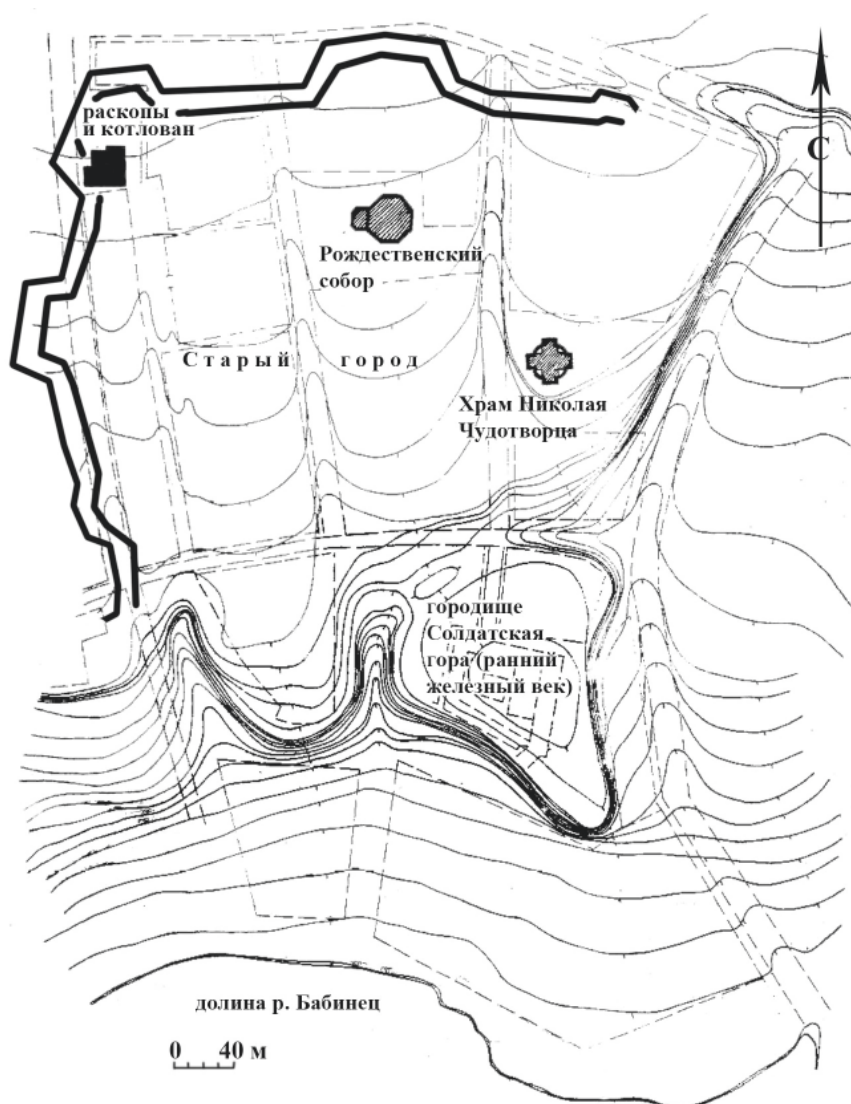 раскопы
и котлован
С
Рождественский
собор
Старый город
Храм Николая
Чудотворца
городище
Солдатская
гора (ранний
железный век)
долина р. Бабинец
0 40 м